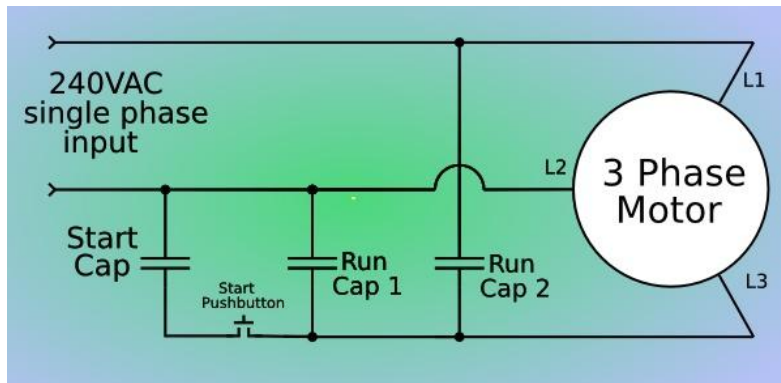 240VAC
single phase
input
L1
L2
3 Phase
Motor
Start
Cap
Start
Pushbutton
Run
Cap 1
Run
Cap 2
L3